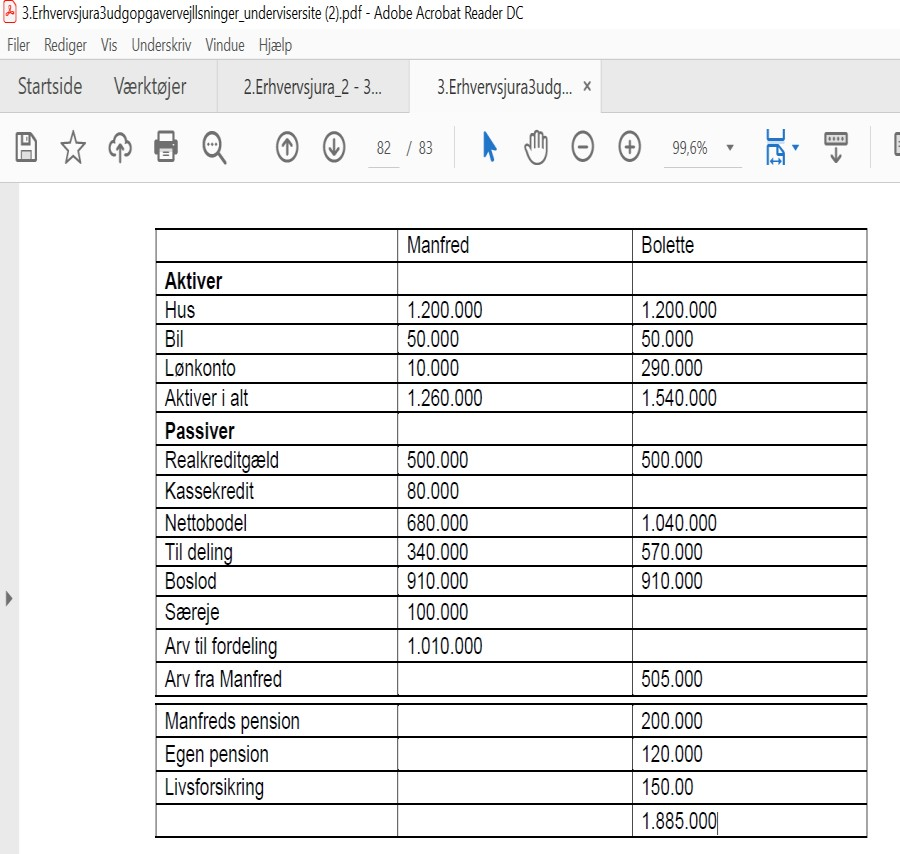 3.Erhvervsjura3udgopgavervejllsninger_undervisersite (2).pdf - Adobe Acrobat Reader DC
Filer Rediger Vis Underskriv Vindue Hjælp
Startside Værktøjer 2.Erhvervsjura_2 - 3... 3.Erhvervsjura3udg... ×
82 / 83 99,6%
Manfred Bolette
Aktiver
Hus 1.200.000 1.200.000
Bil 50.000 50.000
Lønkonto 10.000 290.000
Aktiver i alt 1.260.000 1.540.000
Passiver
Realkreditgæld 500.000 500.000
Kassekredit 80.000
Nettobodel 680.000 1.040.000
Til deling 340.000 570.000
Boslod 910.000 910.000
Særeje 100.000
Arv til fordeling 1.010.000
Arv fra Manfred 505.000
Manfreds pension 200.000
Egen pension 120.000
Livsforsikring 150.00
1.885.000